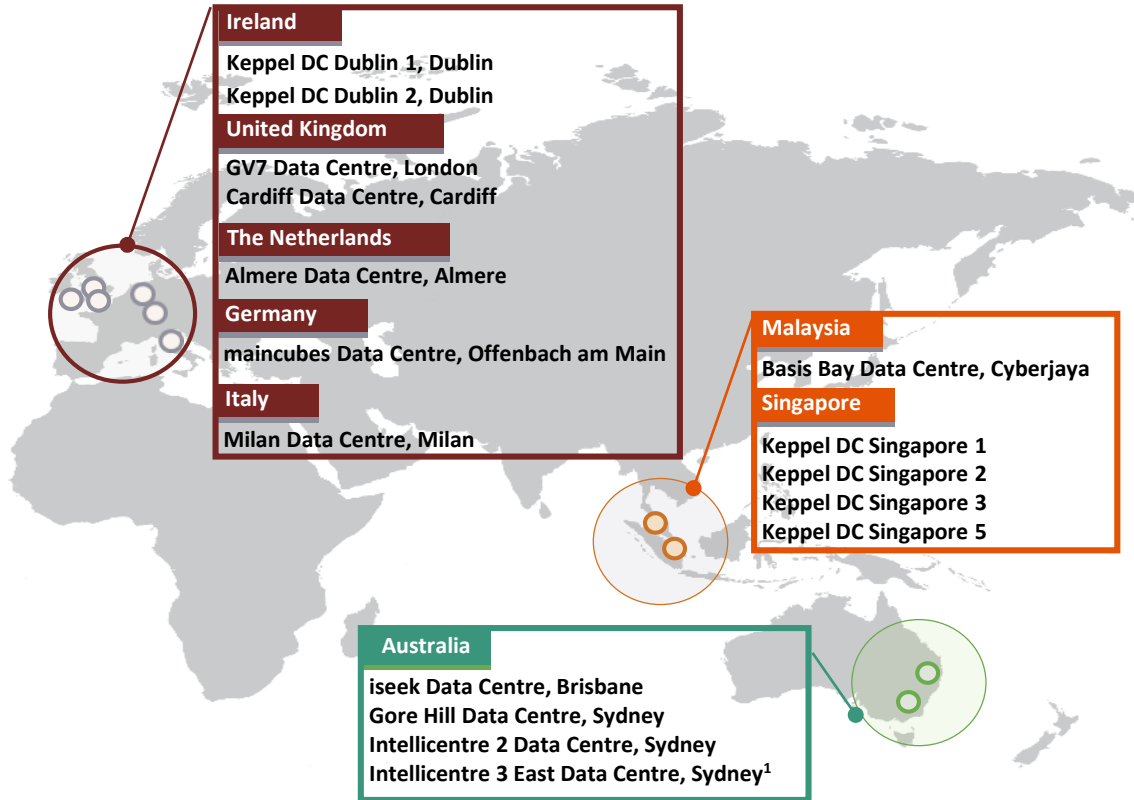 Ireland
Keppel DC Dublin 1, Dublin
Keppel DC Dublin 2, Dublin
United Kingdom
GV7 Data Centre, London
Cardiff Data Centre, Cardiff
The Netherlands
Almere Data Centre, Almere
Germany
maincubes Data Centre, Offenbach am Main
Italy
Milan Data Centre, Milan
Malaysia
Basis Bay Data Centre, Cyberjaya
Singapore
Keppel DC Singapore 1
Keppel DC Singapore 2
Keppel DC Singapore 3
Keppel DC Singapore 5
Australia
iseek Data Centre, Brisbane
Gore Hill Data Centre, Sydney
Intellicentre 2 Data Centre, Sydney
Intellicentre 3 East Data Centre, Sydney¹